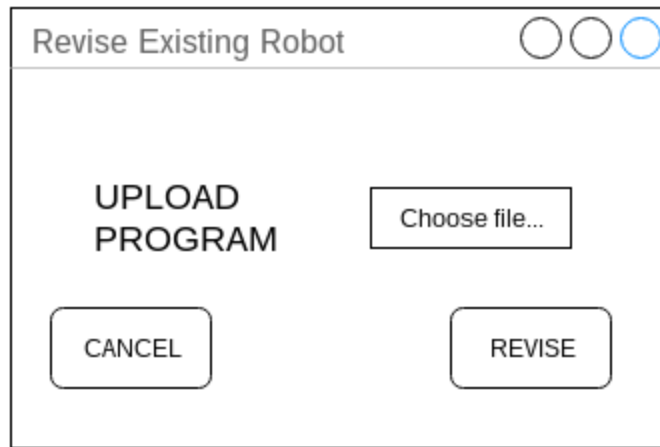 Revise Existing Robot
UPLOAD
PROGRAM
Choose file...
CANCEL
REVISE